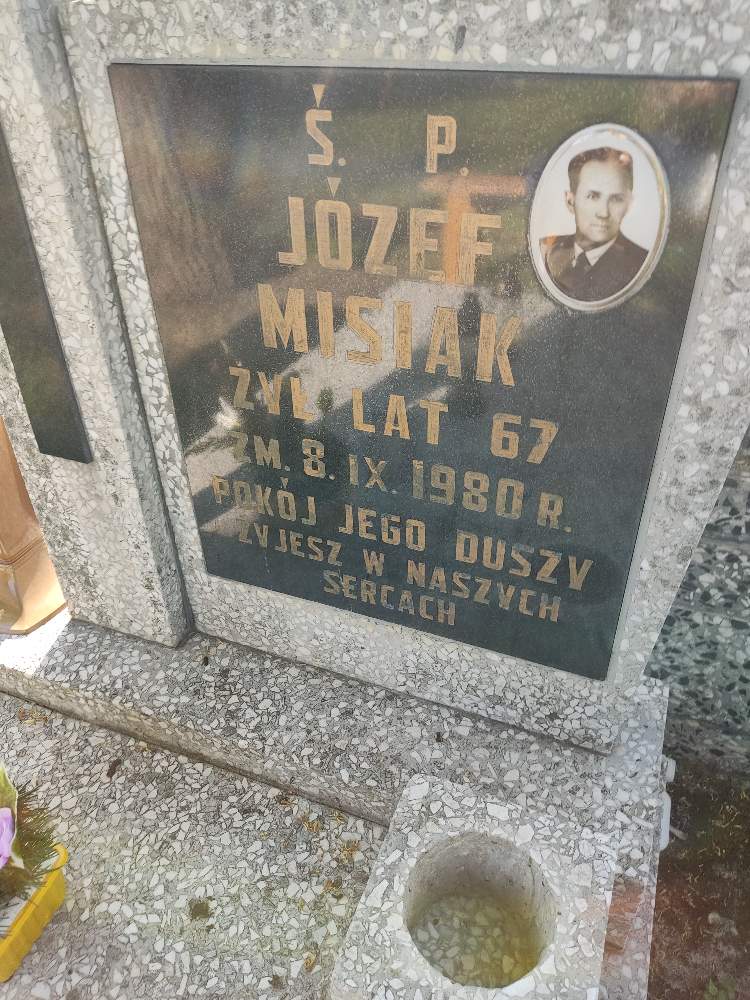 Ś. P.
JÓZEF
MISIAK
ŻYŁ LAT 67
ZM. 8. IX. 1980 R.
POKÓJ JEGO DUSZY
ŻYJESZ W NASZYCH
SERCACH